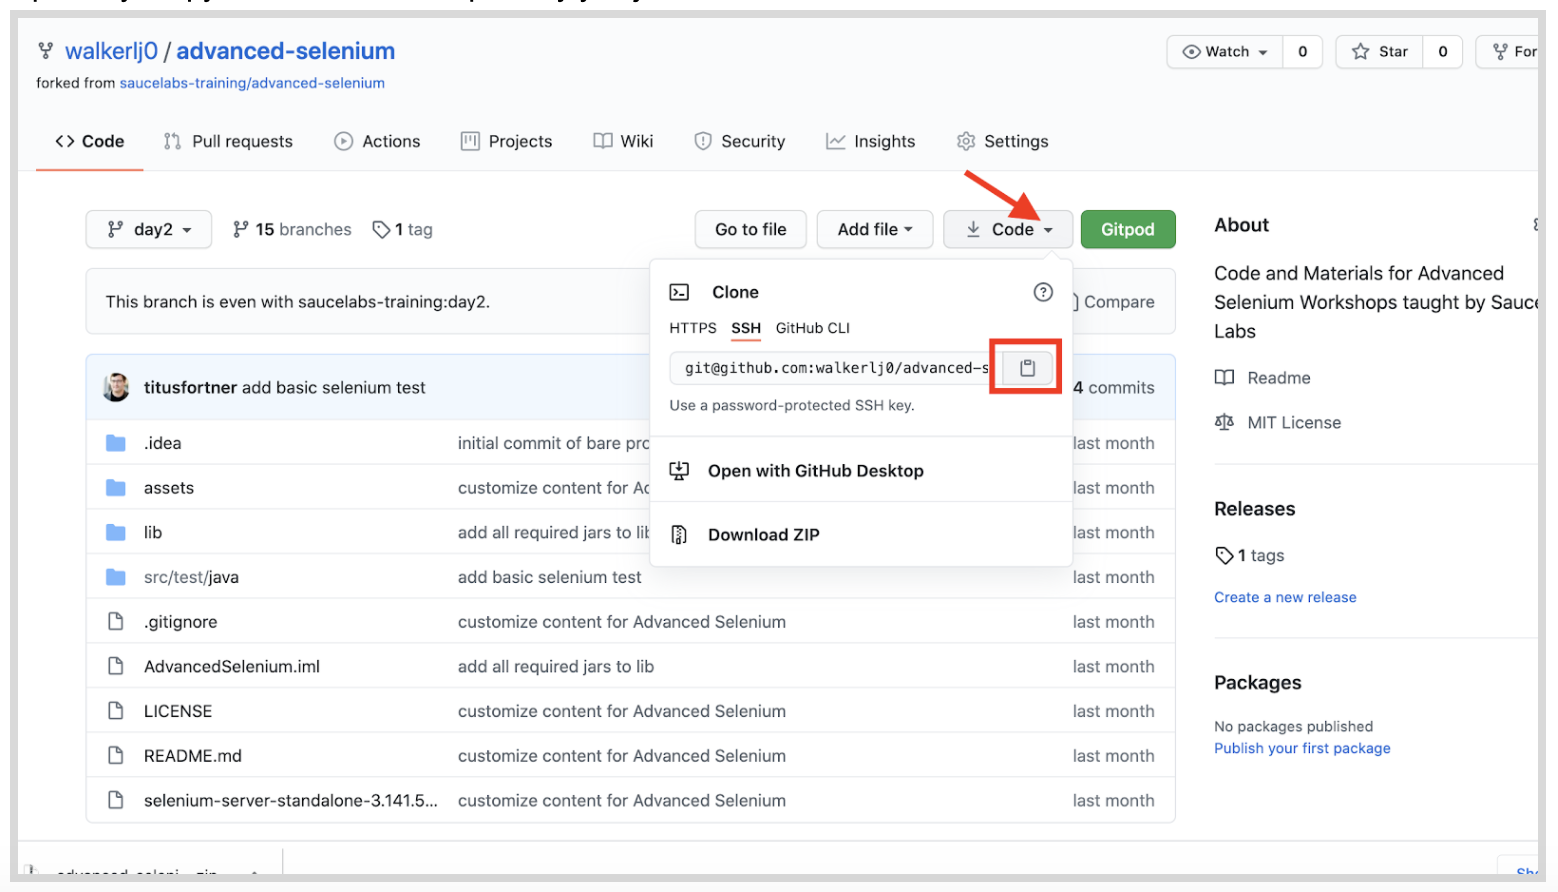 walkerlj0 / advanced-selenium
Watch 0 Star 0
forked from saucelabs-training/advanced-selenium
Code Pull requests Actions Projects Wiki Security Insights Settings
day2 15 branches 1 tag Go to file Add file Code Gitpod
This branch is even with saucelabs-training:day2.
Compare
Clone
HTTPS SSH GitHub CLI
git@github.com:walkerlj0/advanced-s
Use a password-protected SSH key.
Open with GitHub Desktop
Download ZIP
titusfortner add basic selenium test
4 commits
.idea initial commit of bare pro last month
assets customize content for Ad last month
lib add all required jars to lib last month
src/test/java add basic selenium test last month
.gitignore customize content for Advanced Selenium last month
AdvancedSelenium.iml add all required jars to lib last month
LICENSE customize content for Advanced Selenium last month
README.md customize content for Advanced Selenium last month
selenium-server-standalone-3.141.5... customize content for Advanced Selenium last month
About
Code and Materials for Advanced
Selenium Workshops taught by Sauce
Labs
Readme
MIT License
Releases
1 tags
Create a new release
Packages
No packages published
Publish your first package